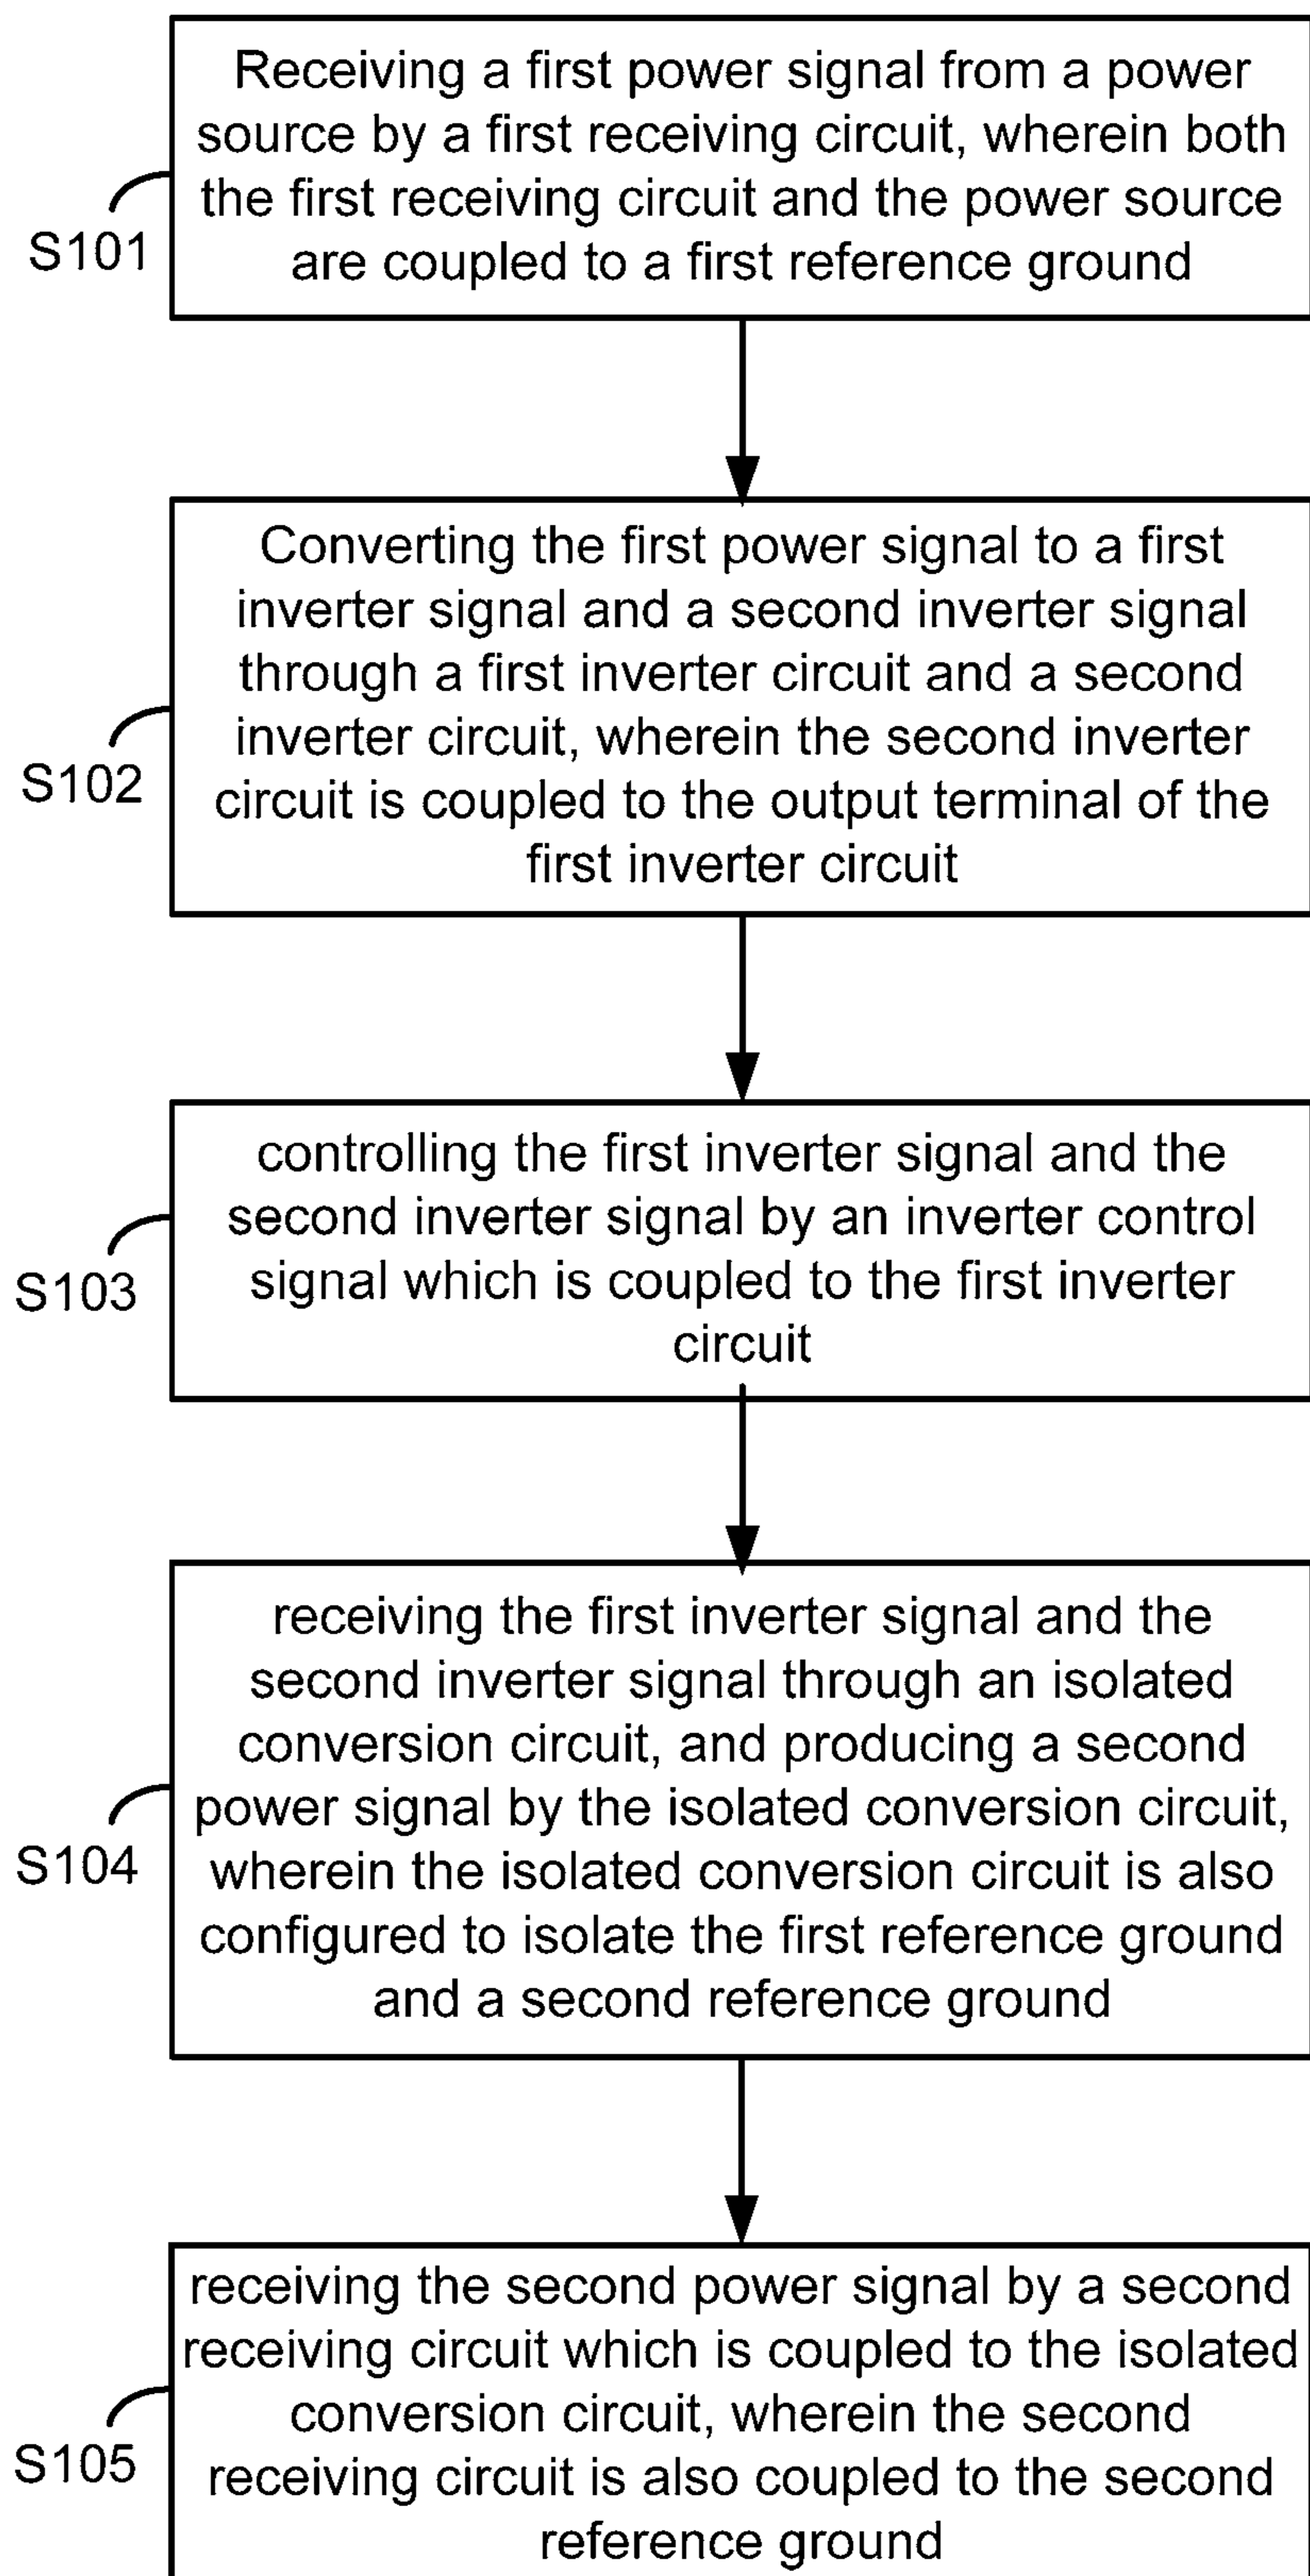 Receiving a first power signal from a power
source by a first receiving circuit, wherein both
the first receiving circuit and the power source
are coupled to a first reference ground
S101
Converting the first power signal to a first
inverter signal and a second inverter signal
through a first inverter circuit and a second
inverter circuit, wherein the second inverter
circuit is coupled to the output terminal of the
first inverter circuit
S102
controlling the first inverter signal and the
second inverter signal by an inverter control
signal which is coupled to the first inverter
circuit
S103
receiving the first inverter signal and the
second inverter signal through an isolated
conversion circuit, and producing a second
power signal by the isolated conversion circuit,
wherein the isolated conversion circuit is also
configured to isolate the first reference ground
and a second reference ground
S104
receiving the second power signal by a second
receiving circuit which is coupled to the isolated
conversion circuit, wherein the second
receiving circuit is also coupled to the second
reference ground
S105